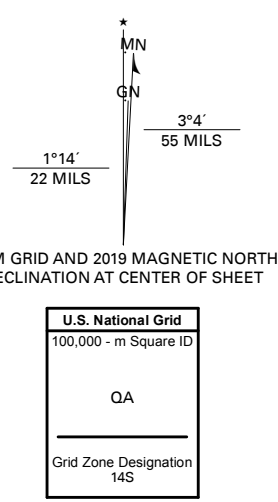 MN
GN
3°4´
55 MILS
1°14´
22 MILS
M GRID AND 2019 MAGNETIC NORTH
ECLINATION AT CENTER OF SHEET
U.S. National Grid
100,000 - m Square ID
QA
Grid Zone Designation
14S